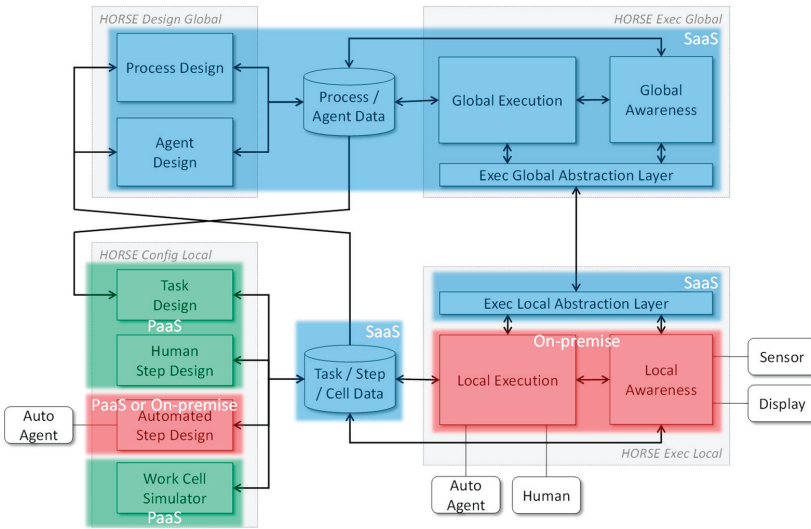 HORSE Design Global
HORSE Exec Global
SaaS
Process Design
Process /
Agent Data
Global Execution
Global
Awareness
Agent
Design
Exec Global Abstraction Layer
HORSE Config Local
Task
Design
PaaS
Human
Step Design
PaaS or On-premise
Automated
Step Design
Auto
Agent
Work Cell
Simulator
PaaS
SaaS
Task / Step
/ Cell Data
SaaS
Exec Local Abstraction Layer
On-premise
Local Execution
Local
Awareness
Sensor
Display
HORSE Exec Local
Auto
Agent
Human